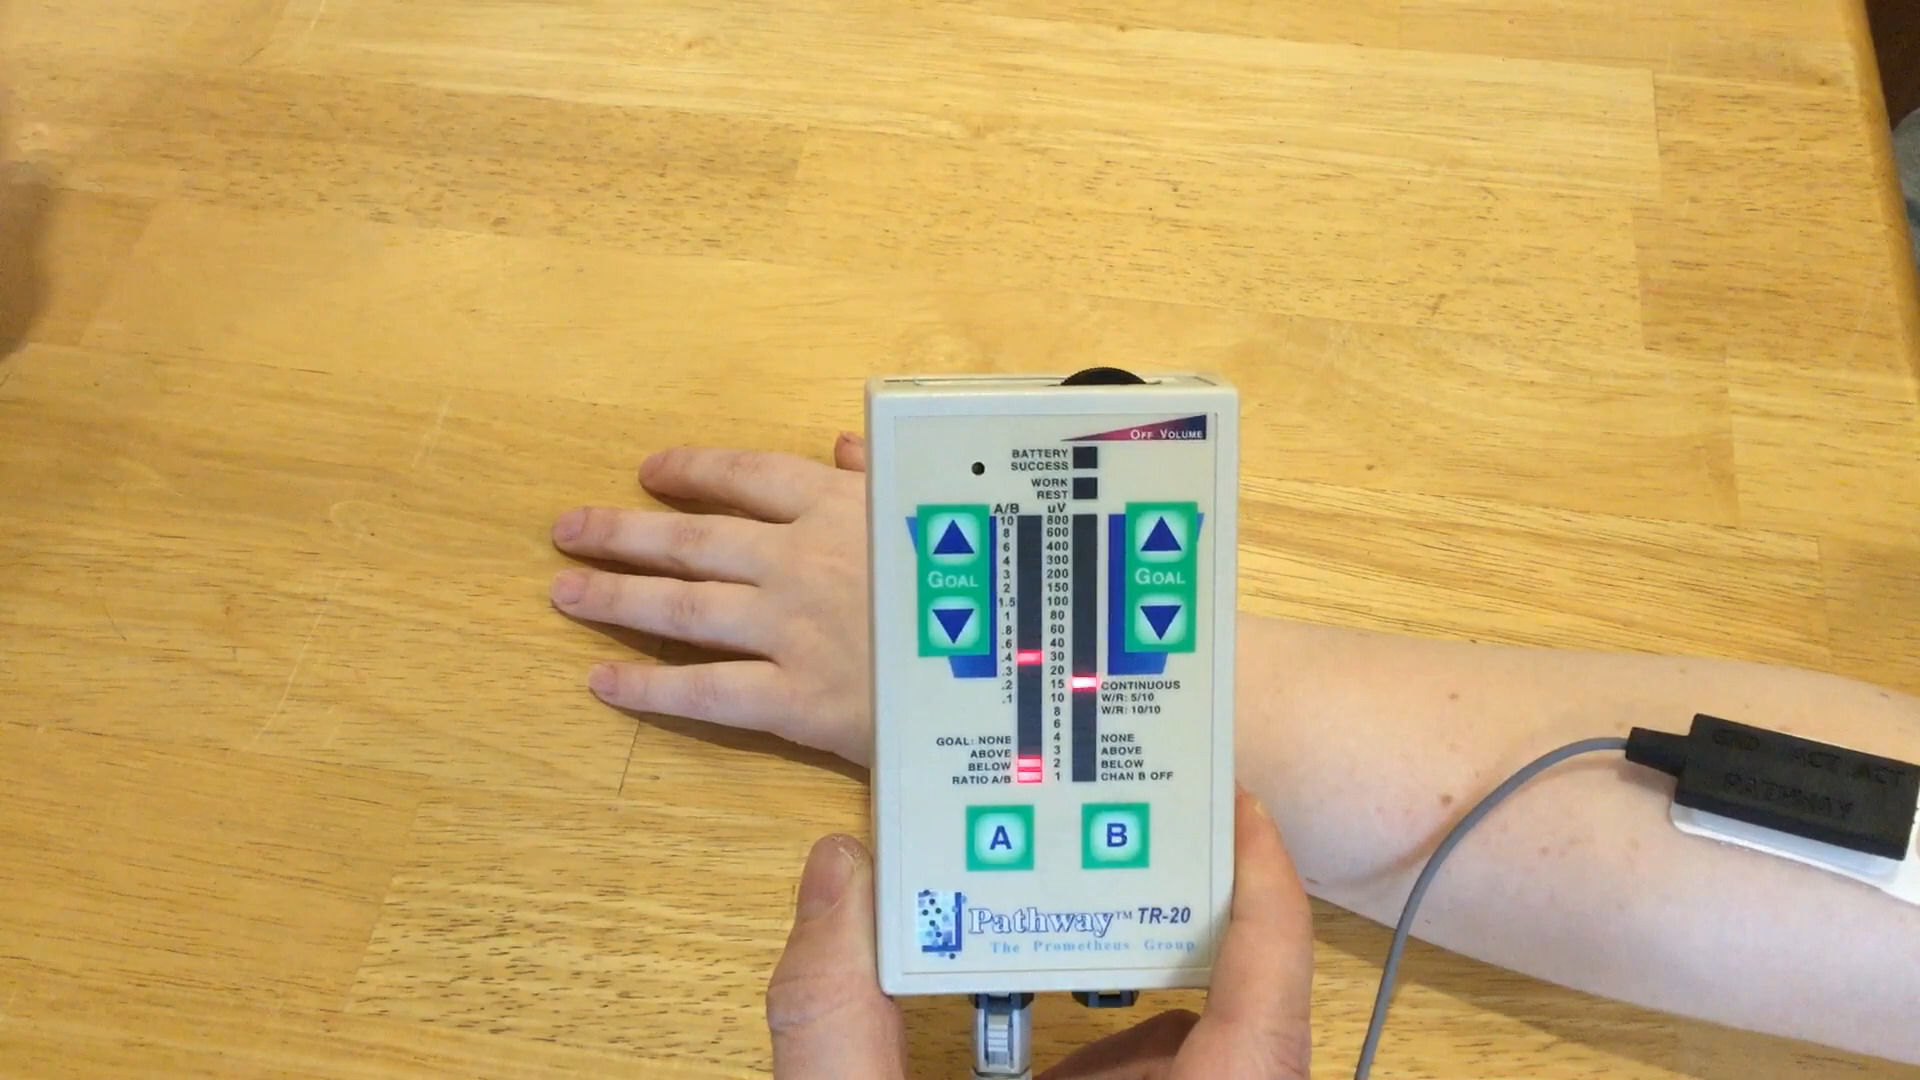 OFF VOLUME
BATTERY
SUCCESS
WORK
REST
A/B uV
10 800
8 600
6 400
4 300
3 200
2 150
1.5 100
1 80
.8 60
.6 40
.4 30
.3 20
.2 15 CONTINUOUS
.1 10 W/R: 5/10
8 W/R: 10/10
6
GOAL: NONE 4 NONE
ABOVE 3 ABOVE
BELOW 2 BELOW
RATIO A/B 1 CHAN B OFF
GOAL
GOAL
A B
Pathway™ TR-20
The Prometheus Group
GND ACT ACT
PATHWAY